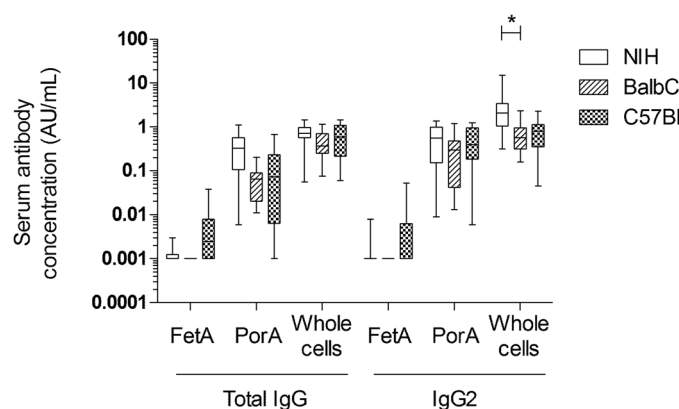 *
100
10
1
0.1
0.01
0.001
0.0001
Serum antibody
concentration (AU/mL)
NIH
BalbC
C57Bl
FetA
PorA
Whole
cells
FetA
PorA
Whole
cells
Total IgG
IgG2